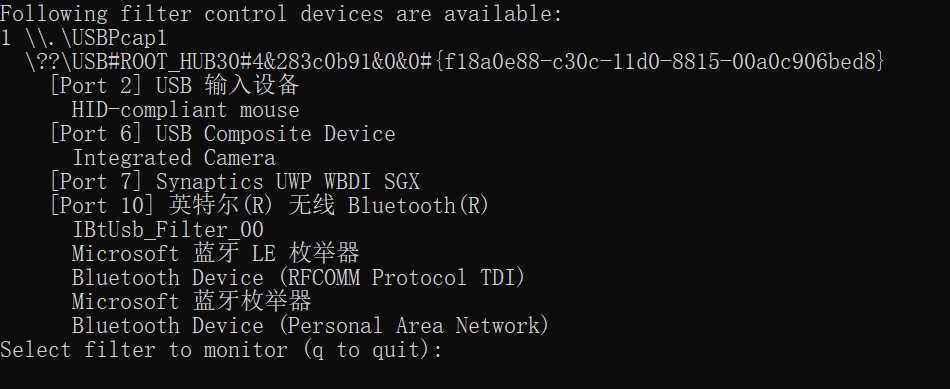 Following filter control devices are available:
1 \\.\USBPcap1
\??\USB#ROOT_HUB30#4&283c0b91&0&0#{f18a0e88-c30c-11d0-8815-00a0c906bed8}
[Port 2] USB 输入设备
HID-compliant mouse
[Port 6] USB Composite Device
Integrated Camera
[Port 7] Synaptics UWP WBDI SGX
[Port 10] 英特尔(R) 无线 Bluetooth(R)
IBtUsb_Filter_00
Microsoft 蓝牙 LE 枚举器
Bluetooth Device (RFCOMM Protocol TDI)
Microsoft 蓝牙枚举器
Bluetooth Device (Personal Area Network)
Select filter to monitor (q to quit):